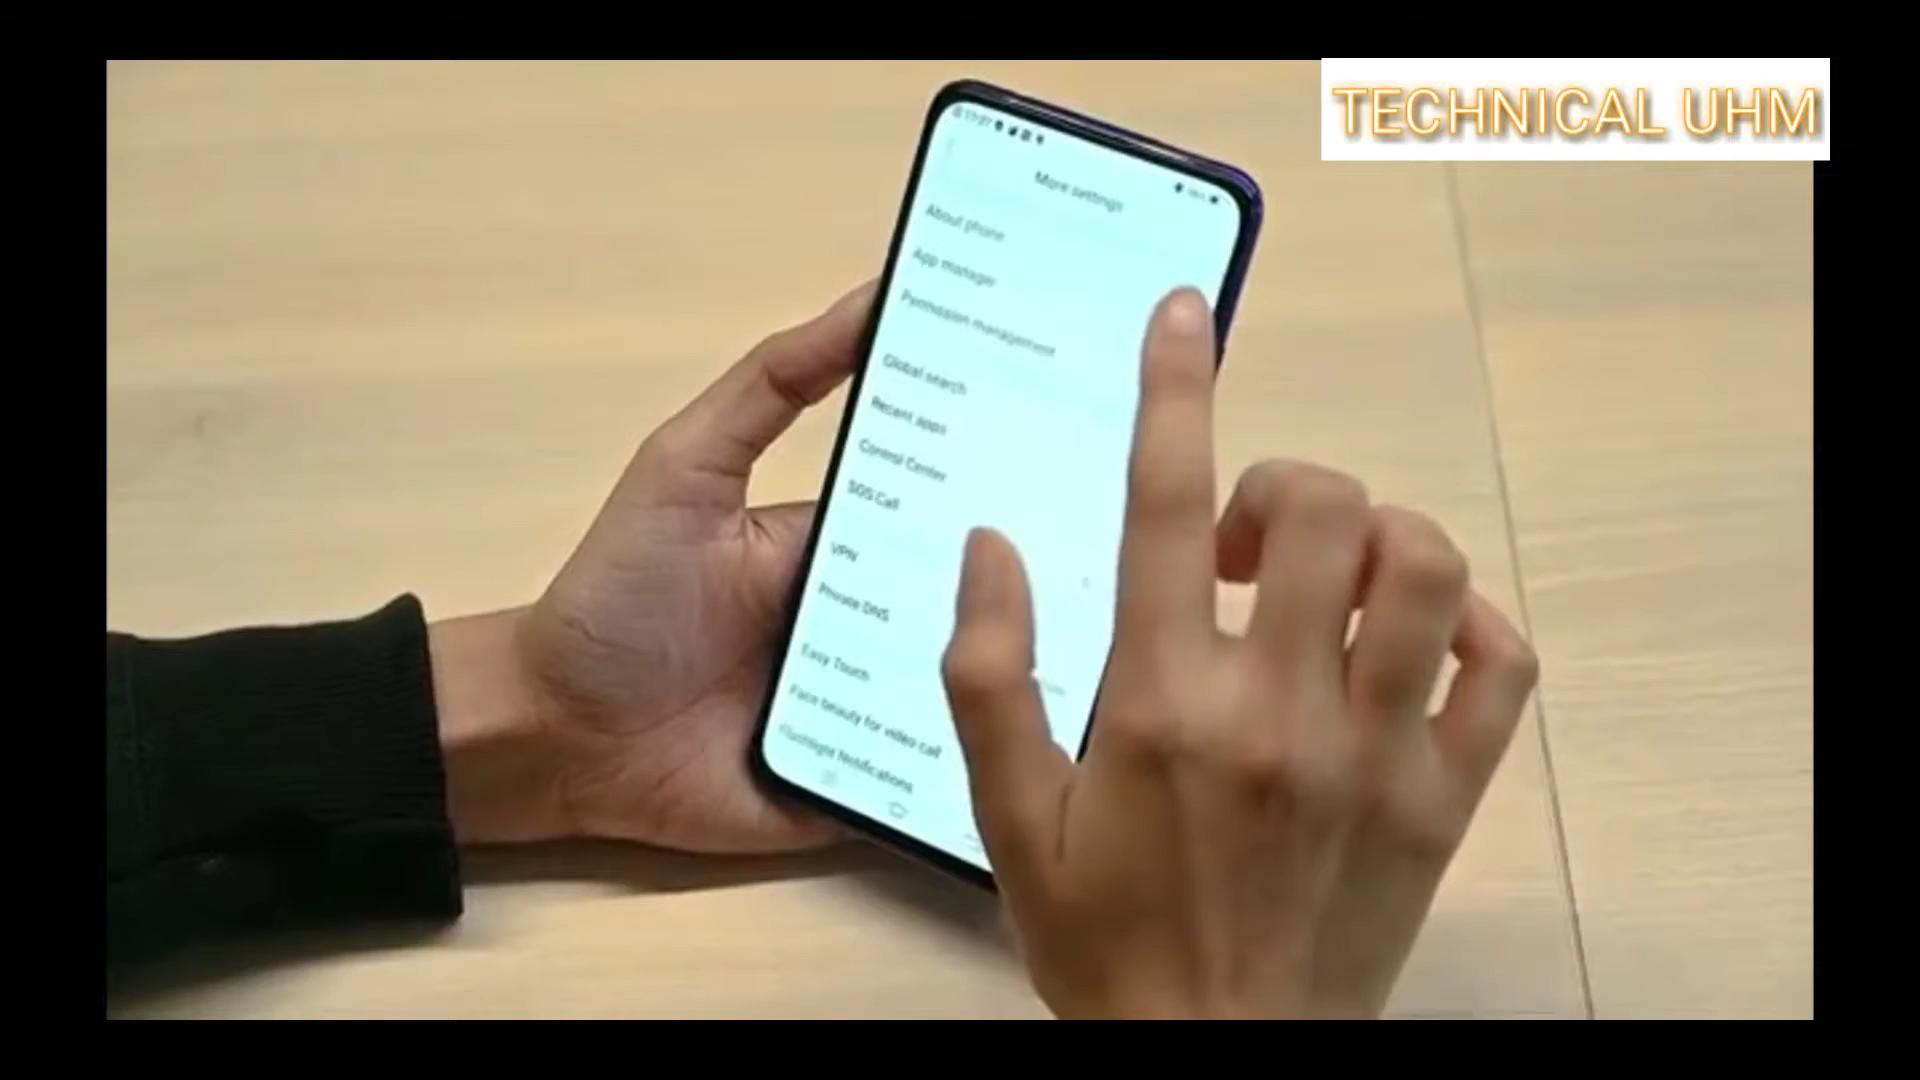 TECHNICAL UHM
More settings
About phone
App manager
Permission management
Global search
Recent apps
Control Center
SOS Call
VPN
Private DNS
Easy Touch
Face beauty for video call
Flashlight Notifications